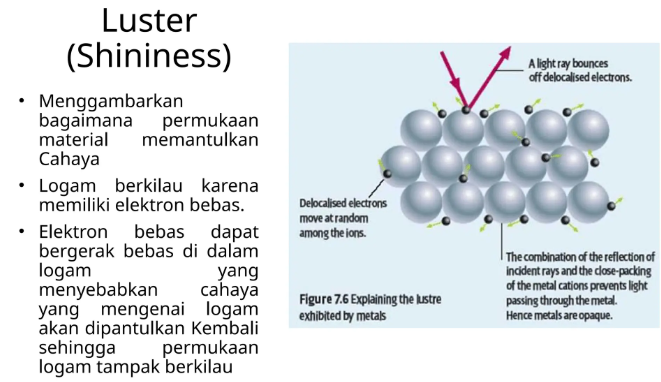 Luster
(Shininess)
• Menggambarkan
bagaimana permukaan
material memantulkan
Cahaya
• Logam berkilau karena
memiliki elektron bebas.
• Elektron bebas dapat
bergerak bebas di dalam
logam yang
menyebabkan cahaya
yang mengenai logam
akan dipantulkan Kembali
sehingga permukaan
logam tampak berkilau
A light ray bounces
off delocalised electrons.
Delocalised electrons
move at random
among the ions.
The combination of the reflection of
incident rays and the close-packing
of the metal cations prevents light
passing through the metal.
Hence metals are opaque.
Figure 7.6 Explaining the lustre
exhibited by metals